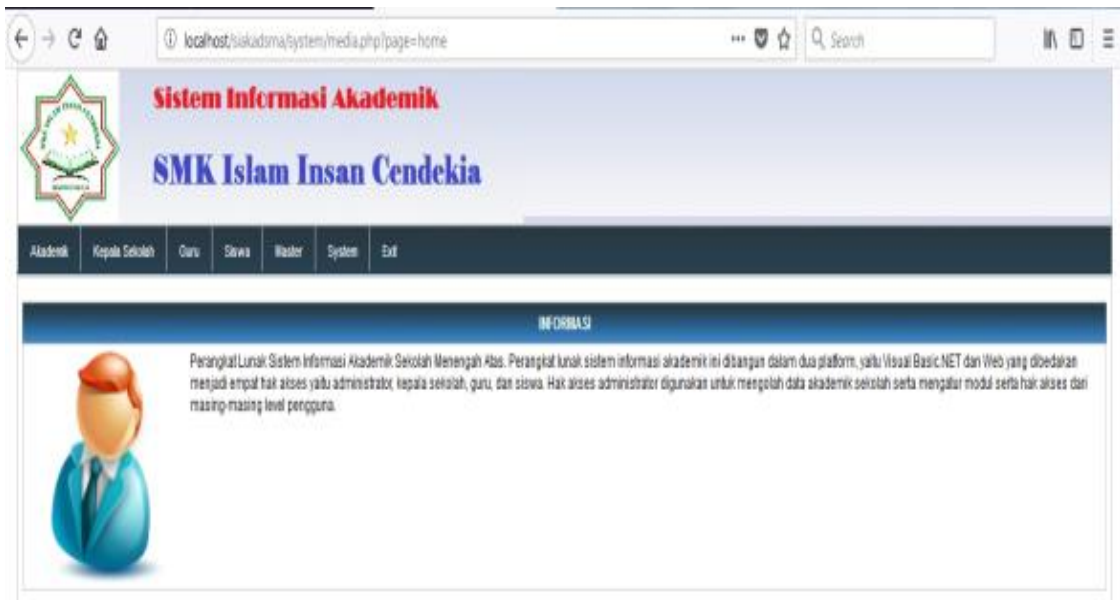 localhost/siakadsma/system/media.php?page=home
Search
Sistem Informasi Akademik
SMK Islam Insan Cendekia
Akademik Kepala Sekolah Guru Siswa Master System Exit
INFORMASI
Perangkat Lunak Sistem Informasi Akademik Sekolah Menengah Atas. Perangkat lunak sistem informasi akademik ini dibangun dalam dua platform, yaitu Visual Basic.NET dan Web yang dibedakan
menjadi empat hak akses yaitu administrator, kepala sekolah, guru, dan siswa. Hak akses administrator digunakan untuk mengolah data akademik sekolah serta mengatur modul serta hak akses dari
masing-masing level pengguna.